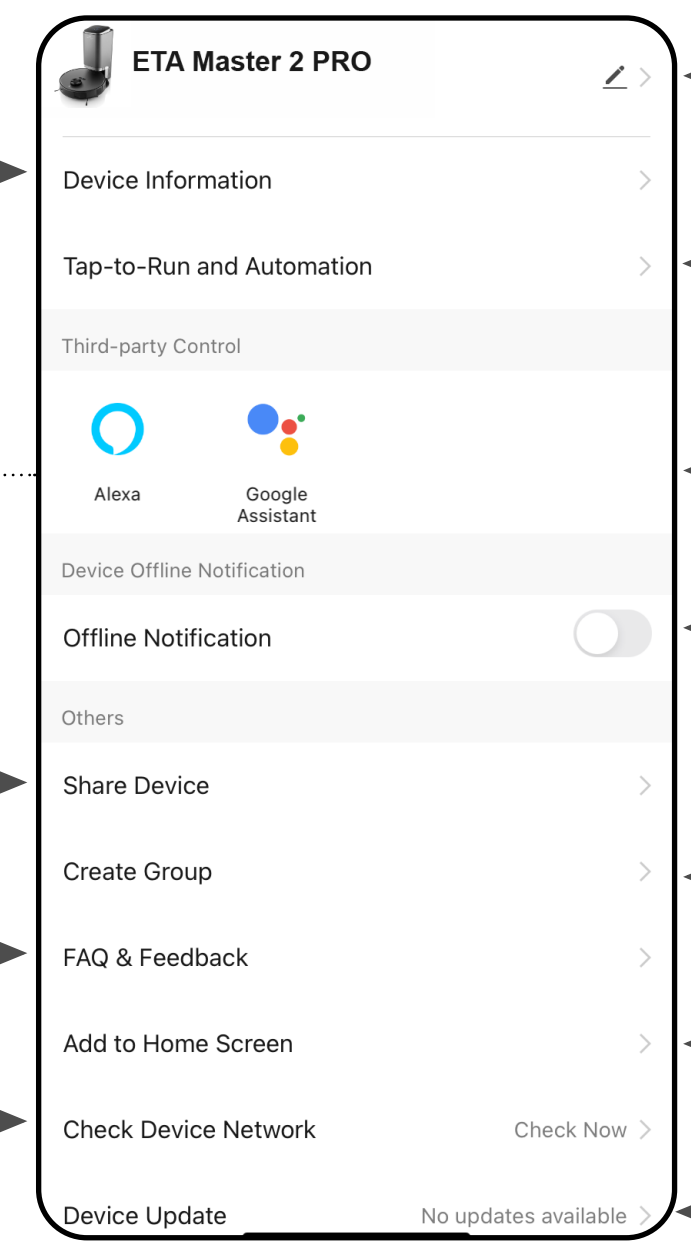 ETA Master 2 PRO
Device Information
Tap-to-Run and Automation
Third-party Control
Alexa
Google
Assistant
Device Offline Notification
Offline Notification
Others
Share Device
Create Group
FAQ & Feedback
Add to Home Screen
Check Device Network Check Now
Device Update No updates available